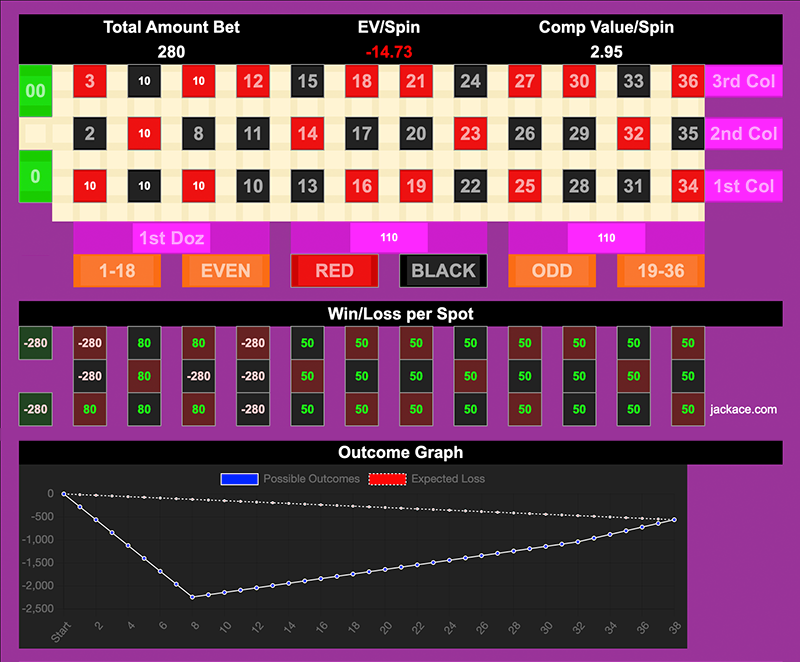 Total Amount Bet EV/Spin Comp Value/Spin
280 -14.73 2.95
00 3 10 10 12 15 18 21 24 27 30 33 36 3rd Col
2 10 8 11 14 17 20 23 26 29 32 35 2nd Col
0 10 10 10 10 13 16 19 22 25 28 31 34 1st Col
1st Doz 110 110
1-18 EVEN RED BLACK ODD 19-36
Win/Loss per Spot
-280 -280 80 80 -280 50 50 50 50 50 50 50 50
-280 80 -280 -280 50 50 50 50 50 50 50 50
-280 80 80 80 -280 50 50 50 50 50 50 50 50 jackace.com
Outcome Graph
Possible Outcomes Expected Loss
0
-500
-1,000
-1,500
-2,000
-2,500
Start 2 4 6 8 10 12 14 16 18 20 22 24 26 28 30 32 34 36 38